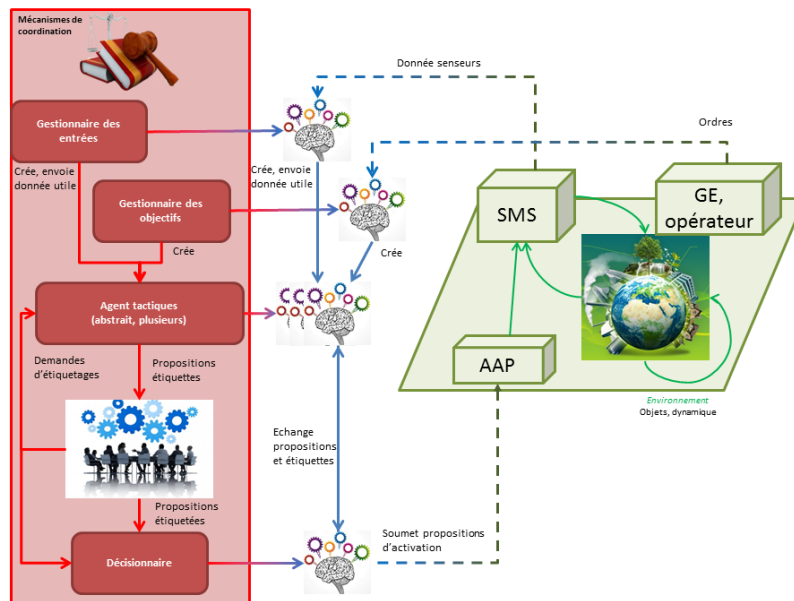 Mécanismes de
coordination
Gestionnaire des
entrées
Crée, envoie
donnée utile
Gestionnaire des
objectifs
Crée
Agent tactiques
(abstrait, plusieurs)
Demandes
d'étiquetages
Propositions
étiquettes
Propositions
étiquetées
Décisionnaire
Crée, envoie
donnée utile
Crée
Echange
propositions
et étiquettes
Soumet propositions
d'activation
Donnée senseurs
Ordres
SMS
GE,
opérateur
AAP
Environnement
Objets, dynamique